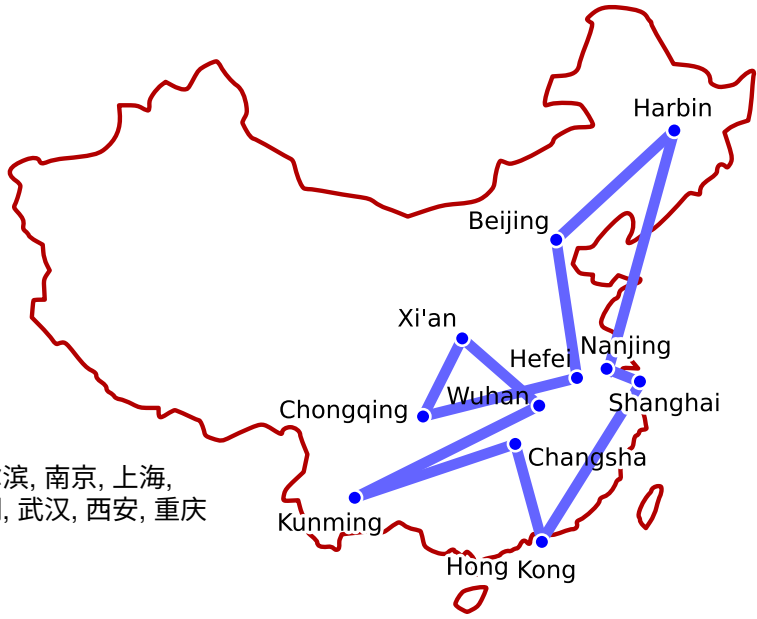 Harbin
Beijing
Xi'an
Nanjing
Hefei
Wuhan
Chongqing
Shanghai
Changsha
滨, 南京, 上海,
, 武汉, 西安, 重庆
Kunming
Hong Kong